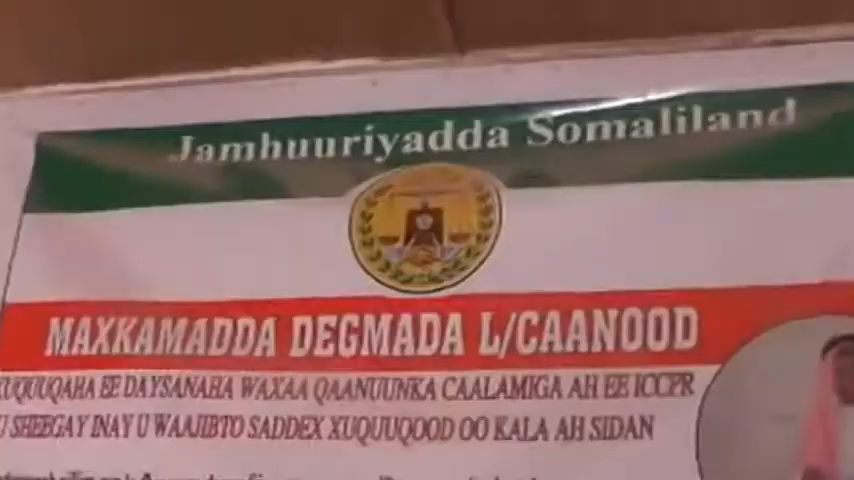 Jamhuuriyadda Somaliland
MAXKAMADDA DEGMADA L/CAANOOD
XUQUUQAHA EE DAYSANAHA WAXAA QAANUUNKA CAALAMIGA AH EE ICCPR
U SHEEGAY INAY U WAAJIBTO SADDEX XUQUUQOOD OO KALA AH SIDAN